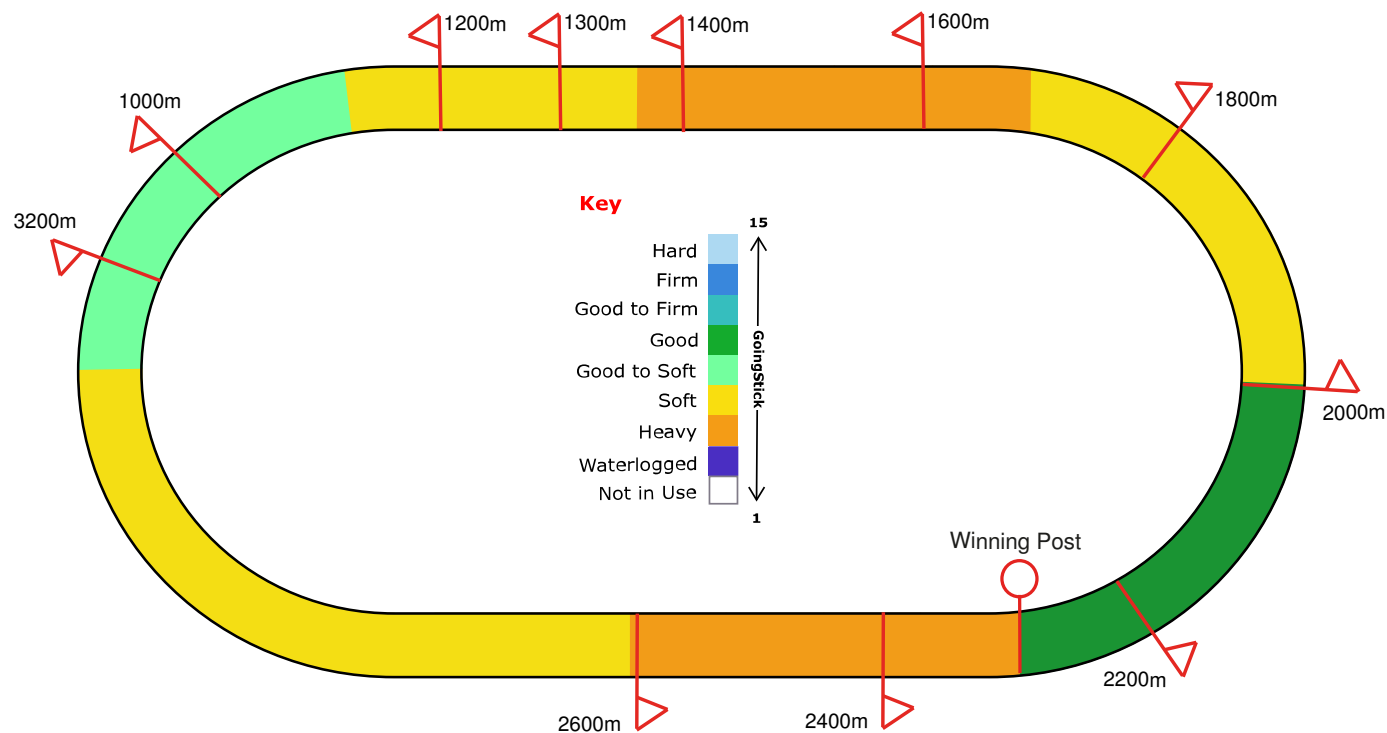 1200m
1300m
1400m
1600m
1000m
1800m
3200m
Key
15
Hard
Firm
Good to Firm
Good
Good to Soft
Soft
Heavy
Waterlogged
Not in Use
GoingStick
1
2000m
Winning Post
2200m
2600m
2400m